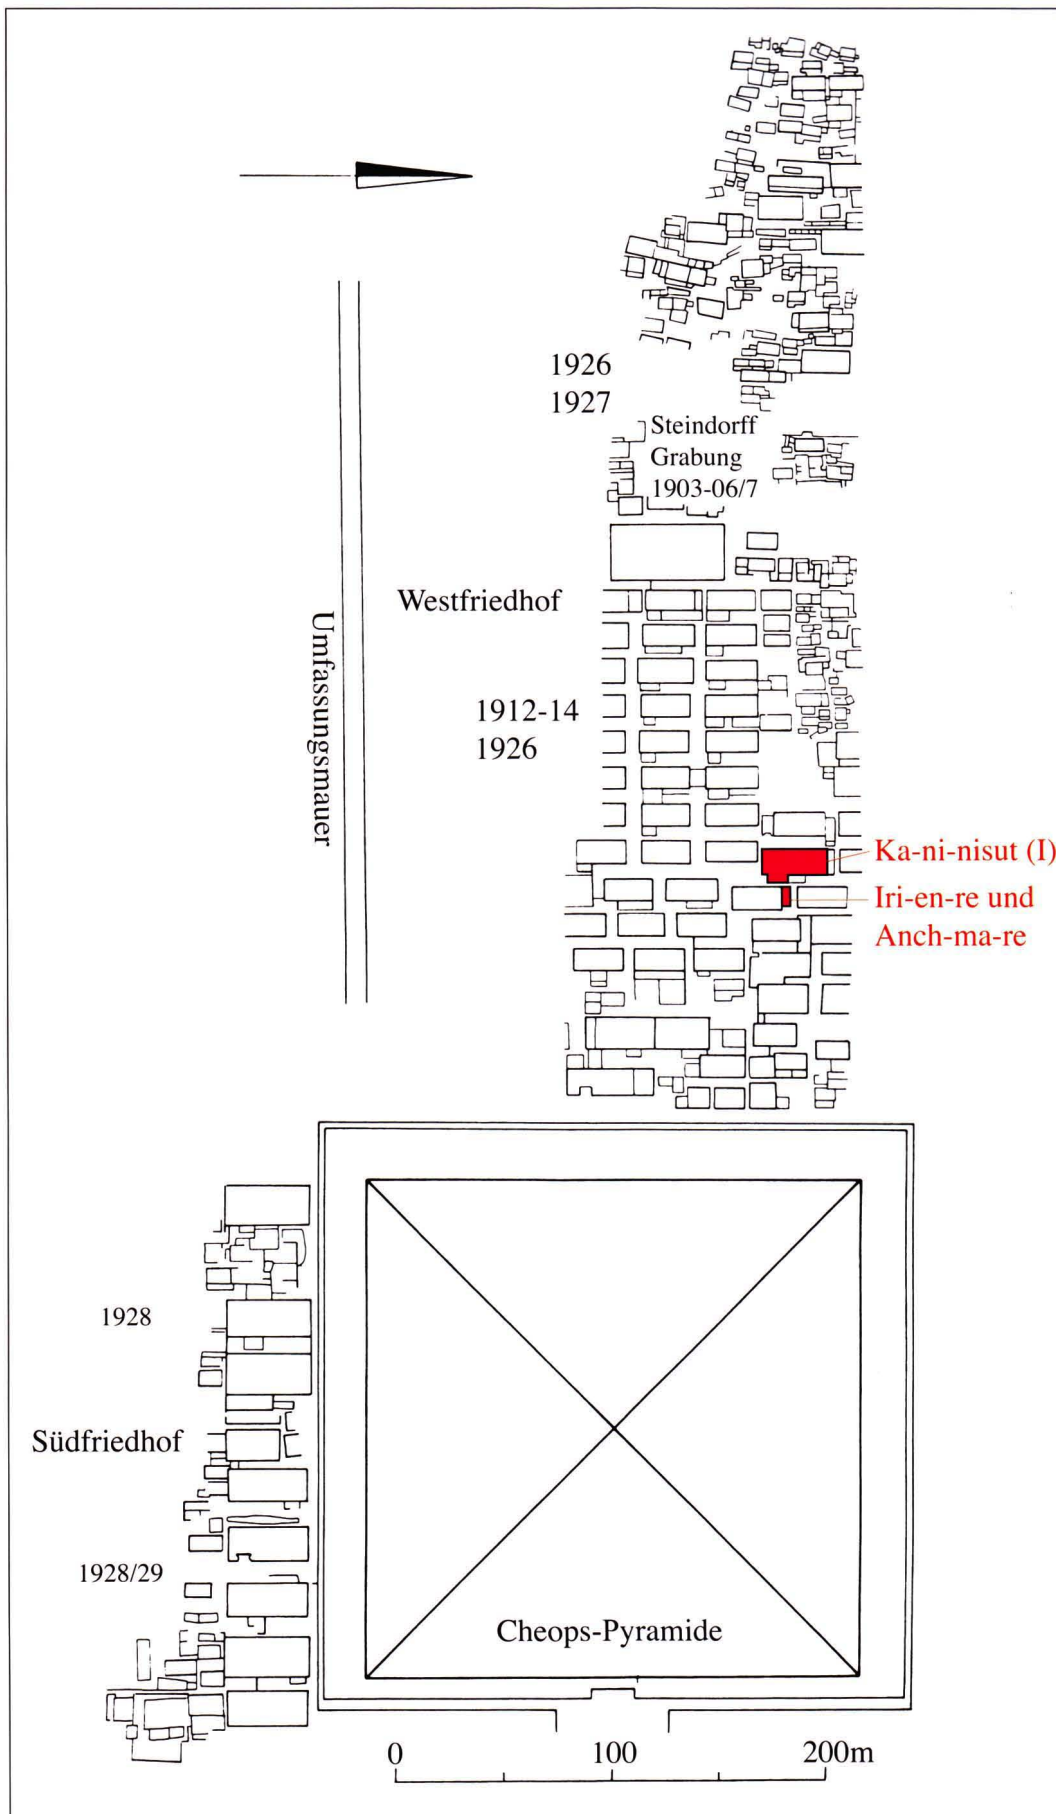 1926
1927
Steindorff
Grabung
1903-06/7
Westfriedhof
Umfassungsmauer
1912-14
1926
Ka-ni-nisut (I)
Iri-en-re und
Anch-ma-re
1928
Südfriedhof
1928/29
Cheops-Pyramide
0 100 200m